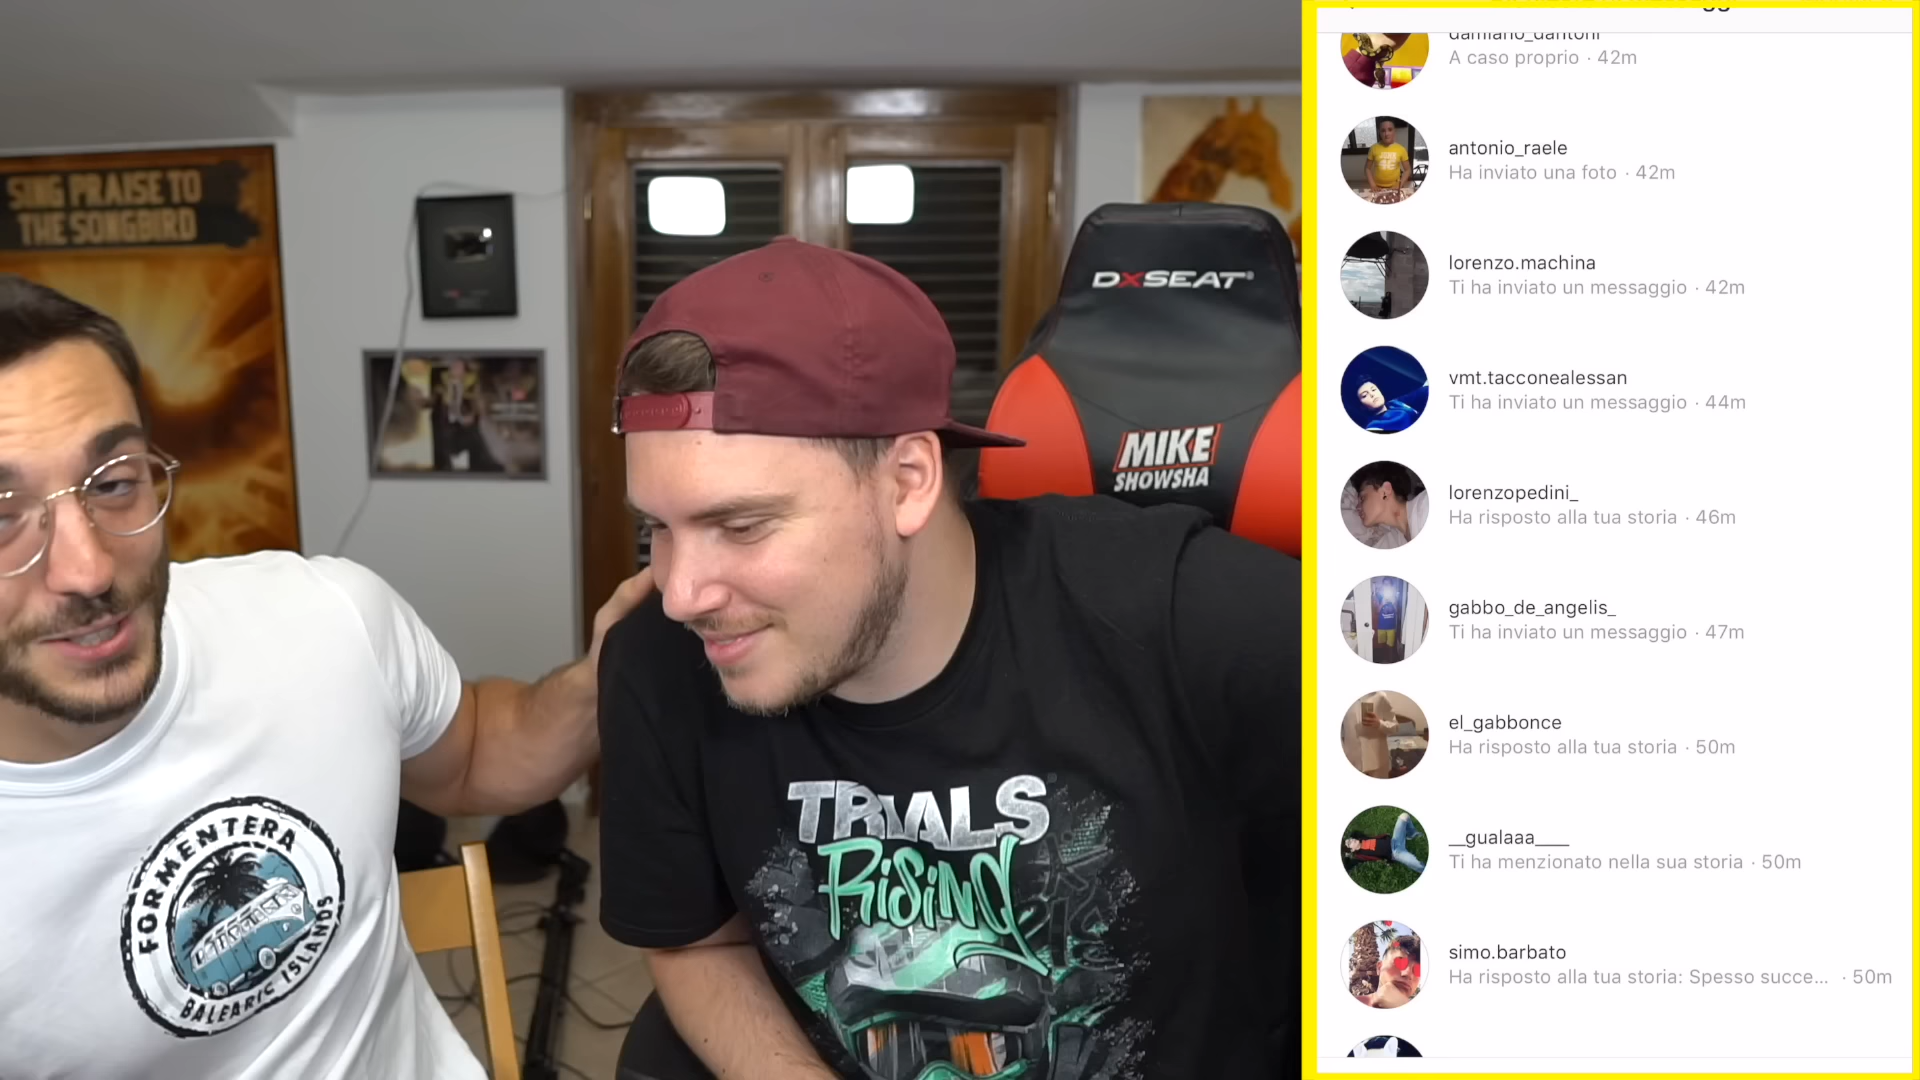 SING PRAISE TO
THE SONGBIRD
DXSEAT
MIKE
SHOWSHA
TRIALS
RiSiNG
FORMENTERA
BALEARIC ISLANDS
damiano_dantoni
A caso proprio · 42m
antonio_raele
Ha inviato una foto · 42m
lorenzo.machina
Ti ha inviato un messaggio · 42m
vmt.tacconealessan
Ti ha inviato un messaggio · 44m
lorenzopedini_
Ha risposto alla tua storia · 46m
gabbo_de_angelis_
Ti ha inviato un messaggio · 47m
el_gabbonce
Ha risposto alla tua storia · 50m
__gualaaa____
Ti ha menzionato nella sua storia · 50m
simo.barbato
Ha risposto alla tua storia: Spesso succe... · 50m